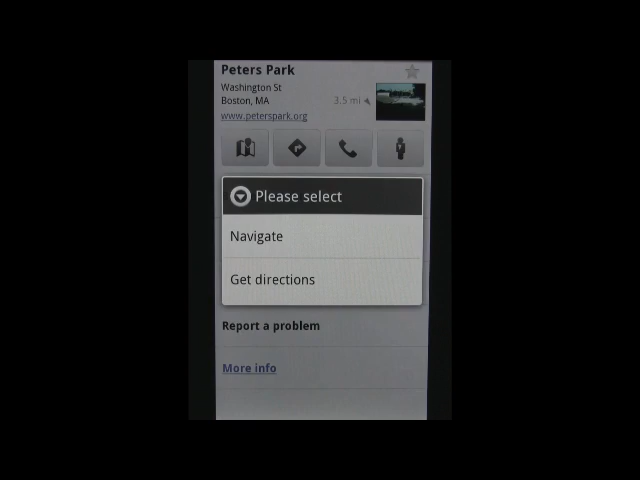 Peters Park
Washington St
Boston, MA
3.5 mi
www.peterspark.org
Please select
Navigate
Get directions
Report a problem
More info